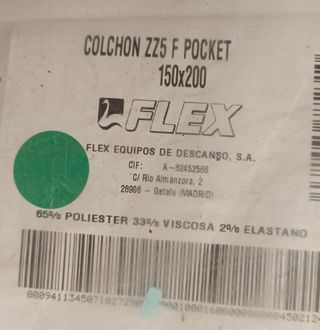 COLCHON ZZ5 F POCKET
150x200
FLEX
FLEX EQUIPOS DE DESCANSO, S.A.
CIF: A-82452566
C/ Río Almanzora, 2
28906 - Getafe (MADRID)
65% POLIESTER 33% VISCOSA 2% ELASTANO